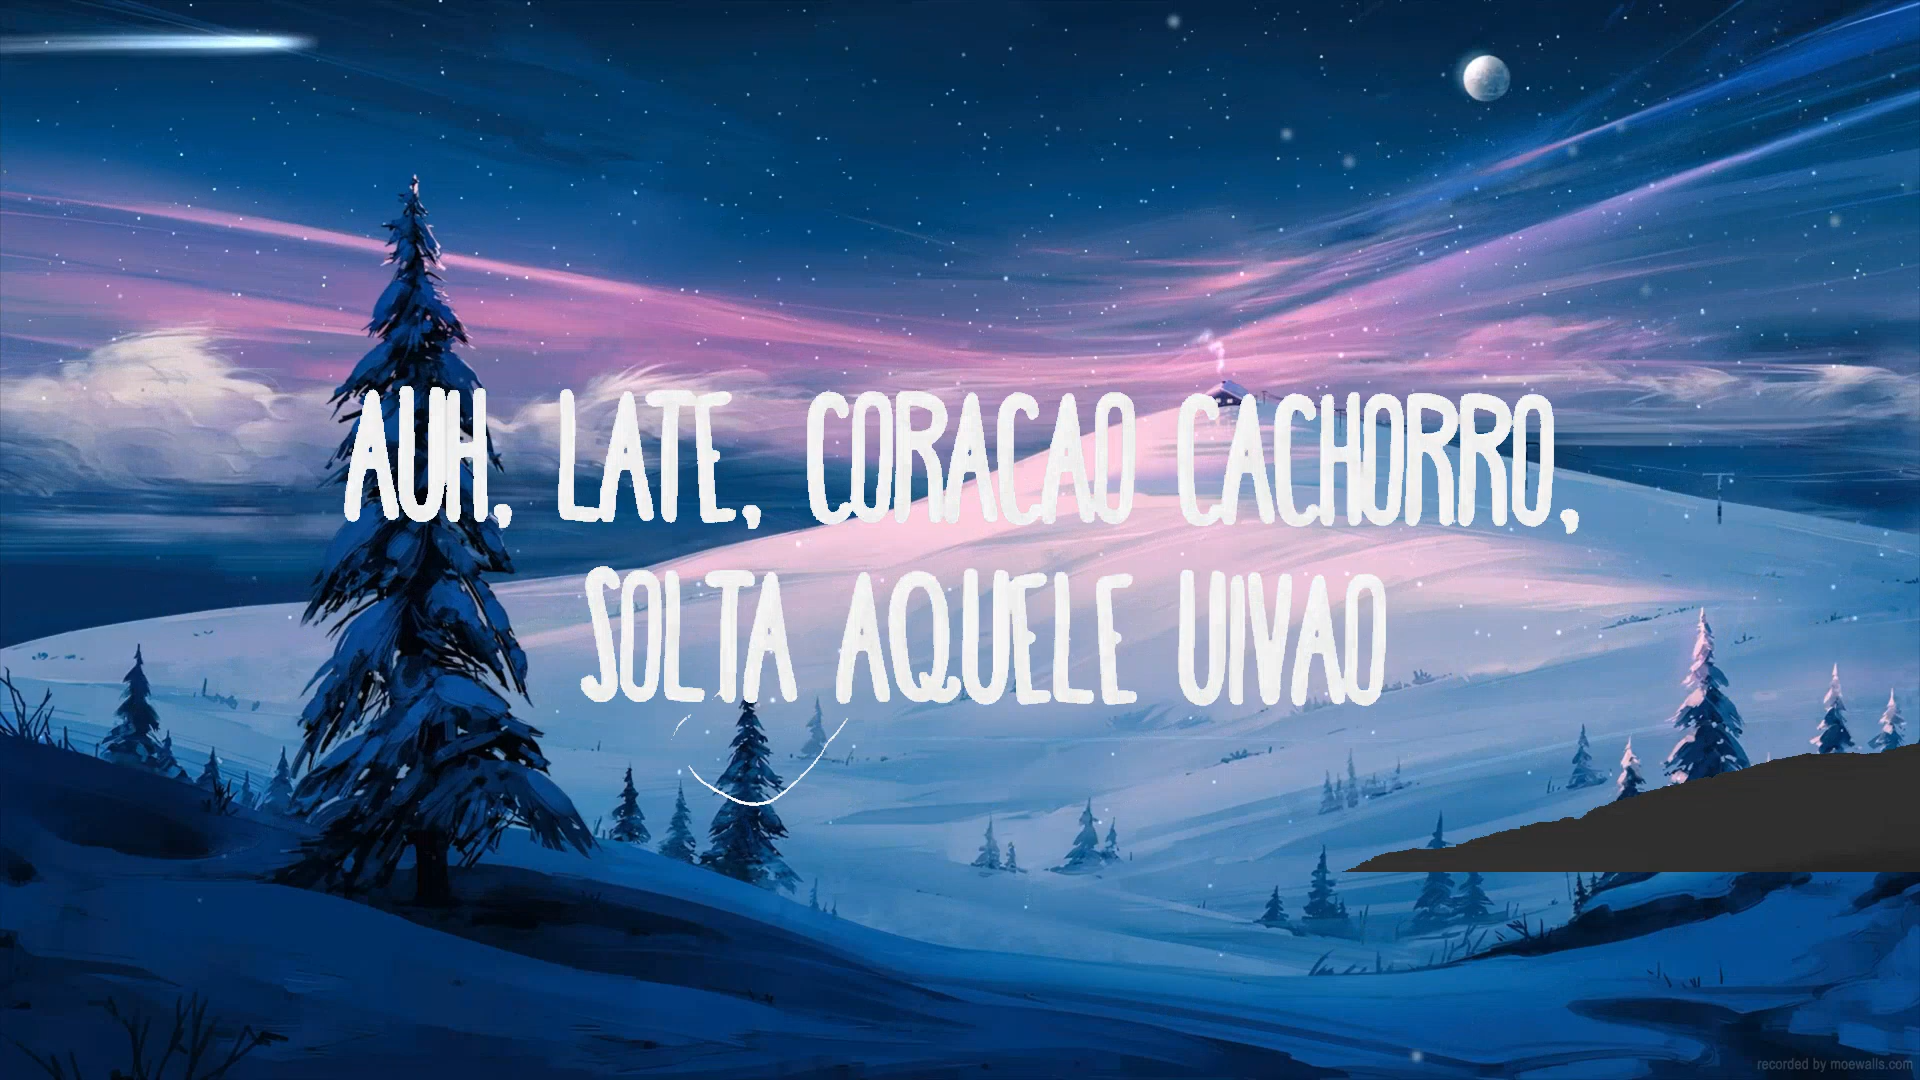 AUH, LATE, CORACAO CACHORRO,
SOLTA AQUELE UIVAO
recorded by moewalls.com